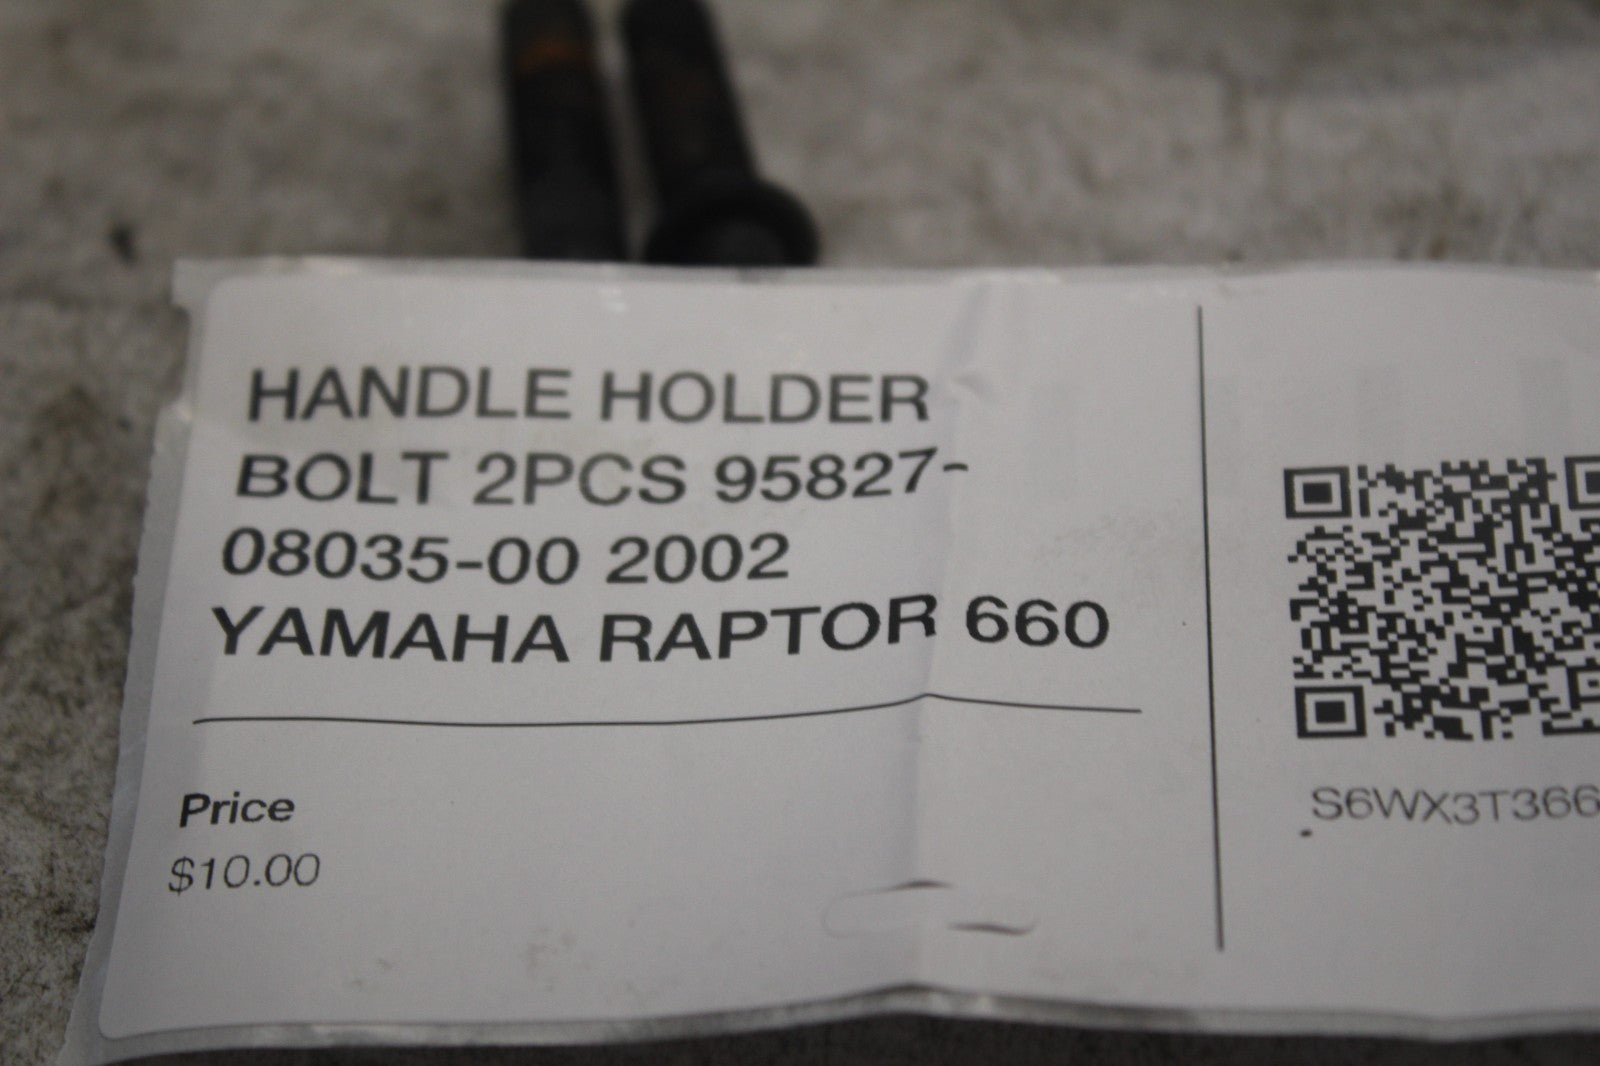 HANDLE HOLDER
BOLT 2PCS 95827-
08035-00 2002
YAMAHA RAPTOR 660
Price
$10.00
S6WX3T366